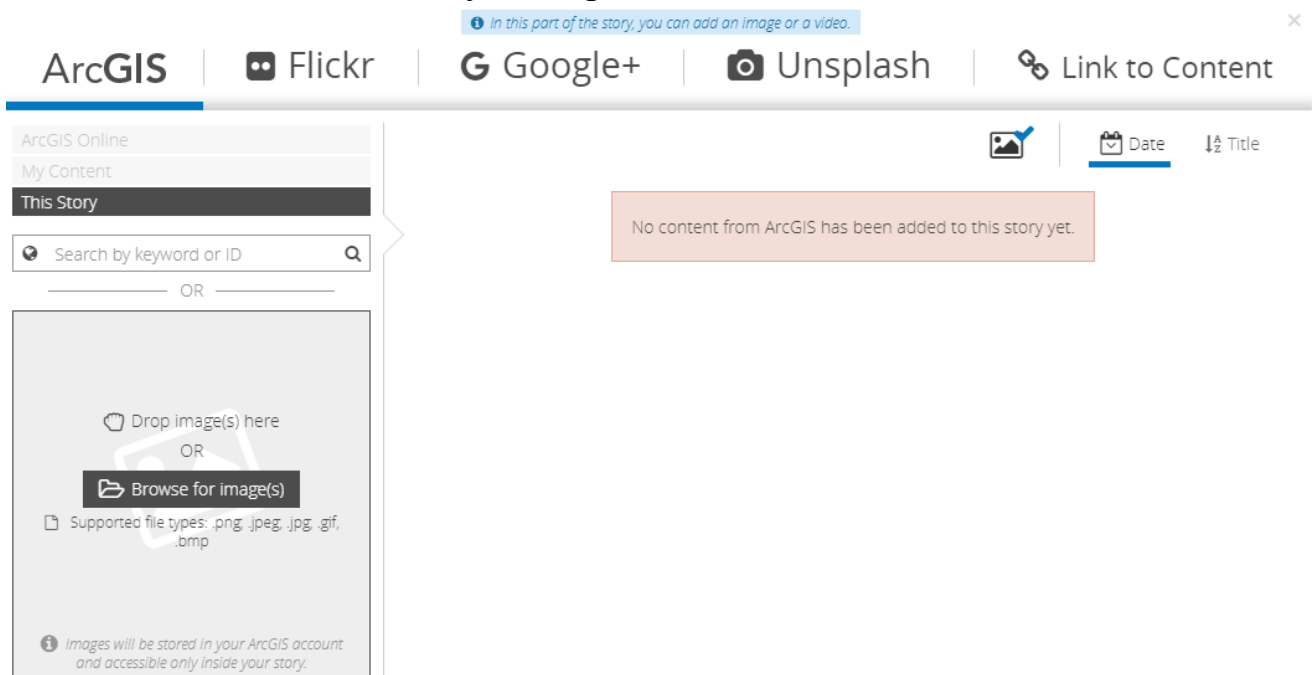 In this part of the story, you can add an image or a video.
ArcGIS
Flickr
G Google+
Unsplash
Link to Content
ArcGIS Online
My Content
This Story
Date
Title
No content from ArcGIS has been added to this story yet.
Search by keyword or ID
OR
Drop image(s) here
OR
Browse for image(s)
Supported file types: .png, .jpeg, .jpg, .gif,
.bmp
Images will be stored in your ArcGIS account
and accessible only inside your story.